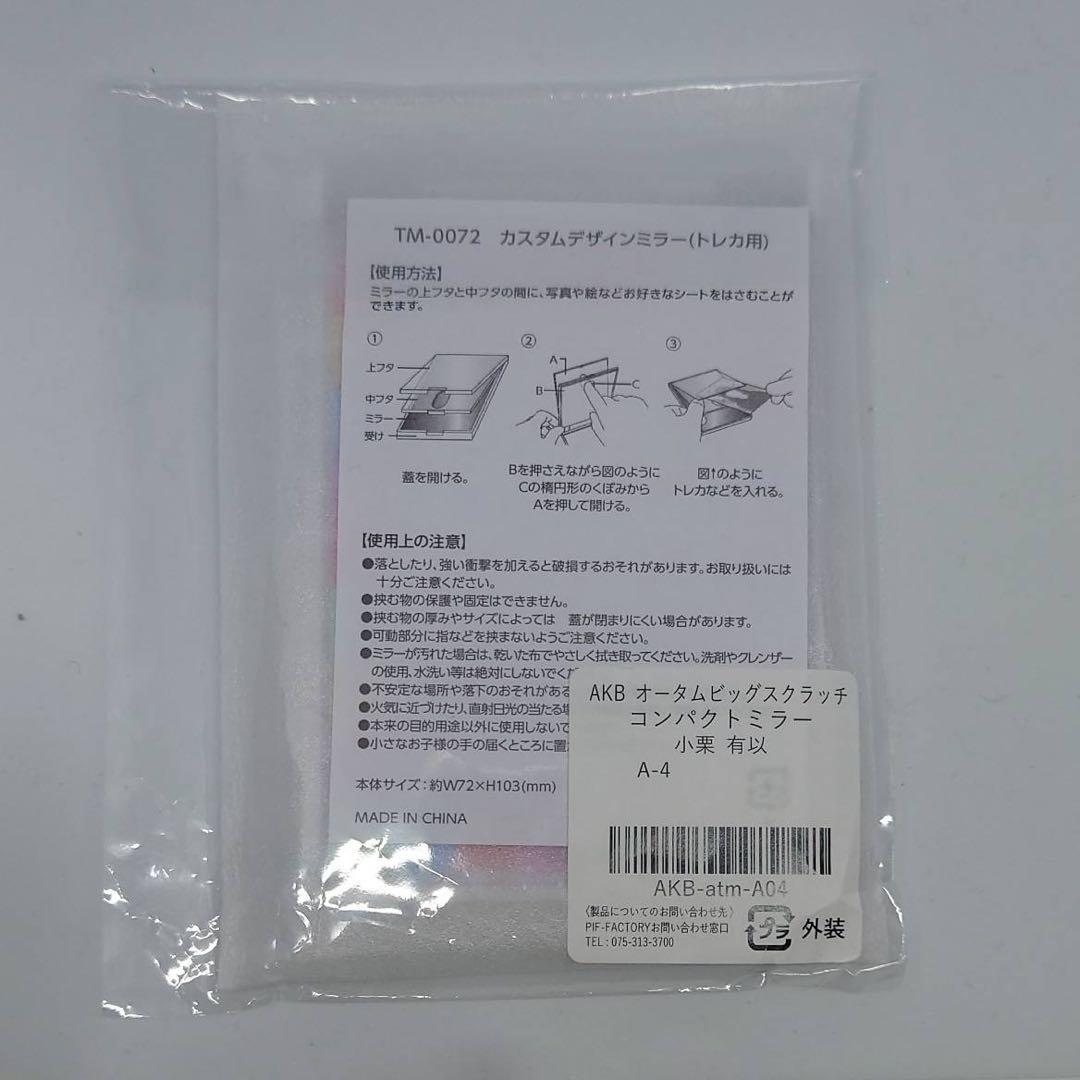 TM-0072 カスタムデザインミラー(トレカ用)
【使用方法】
ミラーの上フタと中フタの間に、写真や絵などお好きなシートをはさむことが
できます。
① ② ③
上フタ
中フタ
ミラー
受け
A
B
C
蓋を開ける。
Bを押さえながら図のように
Cの楕円形のくぼみから
Aを押して開ける。
図↑のように
トレカなどを入れる。
【使用上の注意】
●落としたり、強い衝撃を加えると破損するおそれがあります。お取り扱いには
十分ご注意ください。
●挟む物の保護や固定はできません。
●挟む物の厚みやサイズによっては 蓋が閉まりにくい場合があります。
●可動部分に指などを挟まないようご注意ください。
●ミラーが汚れた場合は、乾いた布でやさしく拭き取ってください。洗剤やクレンザー
の使用、水洗い等は絶対にしないでくだ
●不安定な場所や落下のおそれがある
●火気に近づけたり、直射日光の当たる場
●本来の目的用途以外に使用しないで
●小さなお子様の手の届くところに置
本体サイズ：約W72×H103(mm)
MADE IN CHINA
AKB オータムビッグスクラッチ
コンパクトミラー
小栗 有以
A-4
AKB-atm-A04
〈製品についてのお問い合わせ先〉
PIF-FACTORYお問い合わせ窓口
TEL : 075-313-3700
プラ 外装